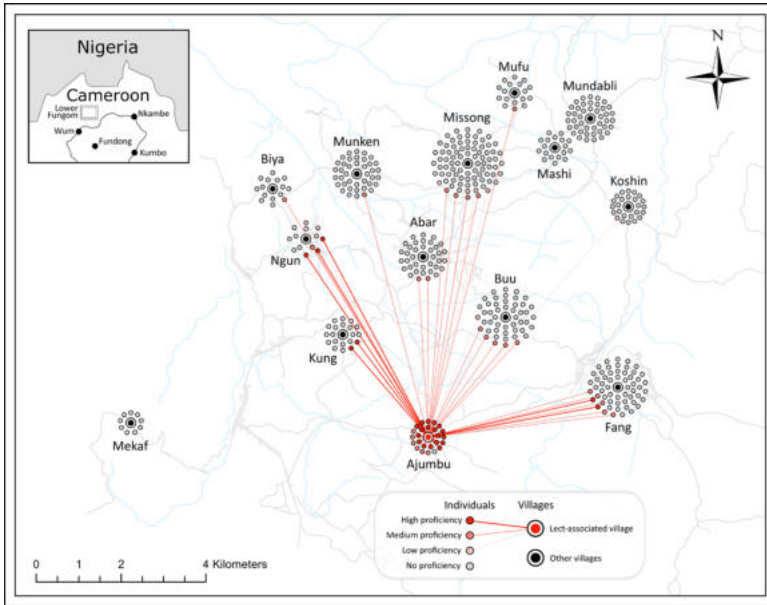 Nigeria
Cameroon
Lower
Fungom
Nkambe
Wum
Fundong
Kumbo
N
Mufu
Mundabli
Missong
Munken
Mashi
Biya
Koshin
Abar
Ngun
Buu
Kung
Mekaf
Fang
Ajumbu
Individuals
Villages
High proficiency
Lect-associated village
Medium proficiency
Low proficiency
Other villages
No proficiency
0 1 2 4 Kilometers